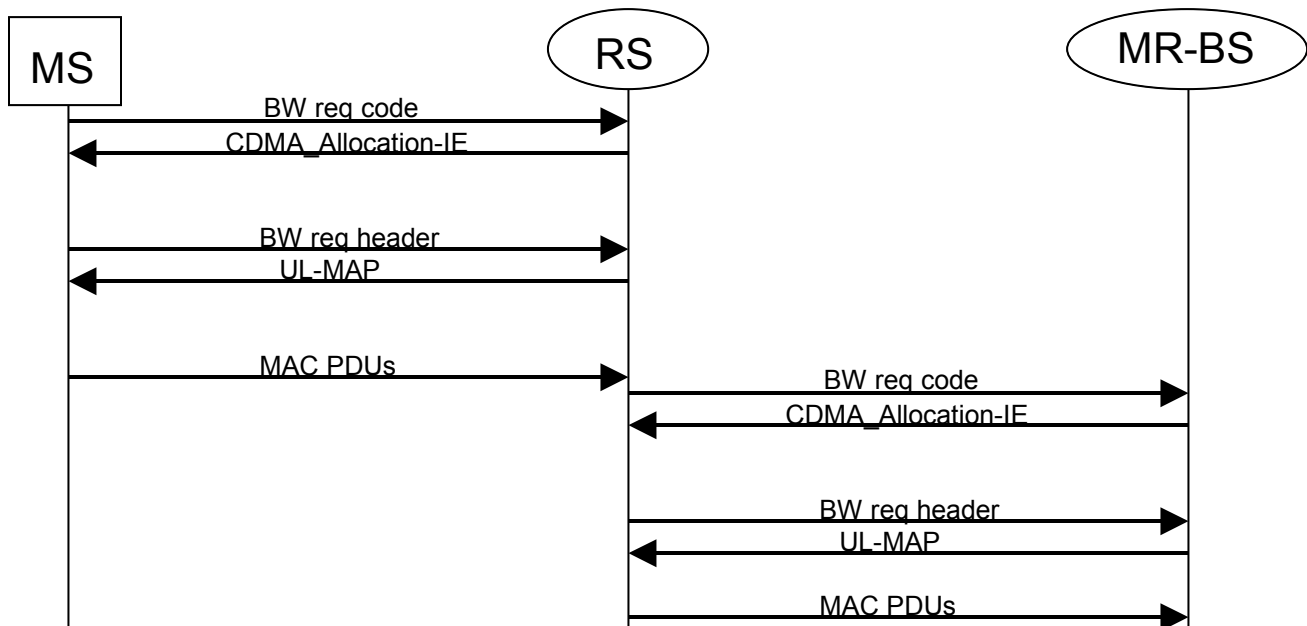 MS
RS
MR-BS
BW req code
CDMA_Allocation-IE
BW req header
UL-MAP
MAC PDUs
BW req code
CDMA_Allocation-IE
BW req header
UL-MAP
MAC PDUs